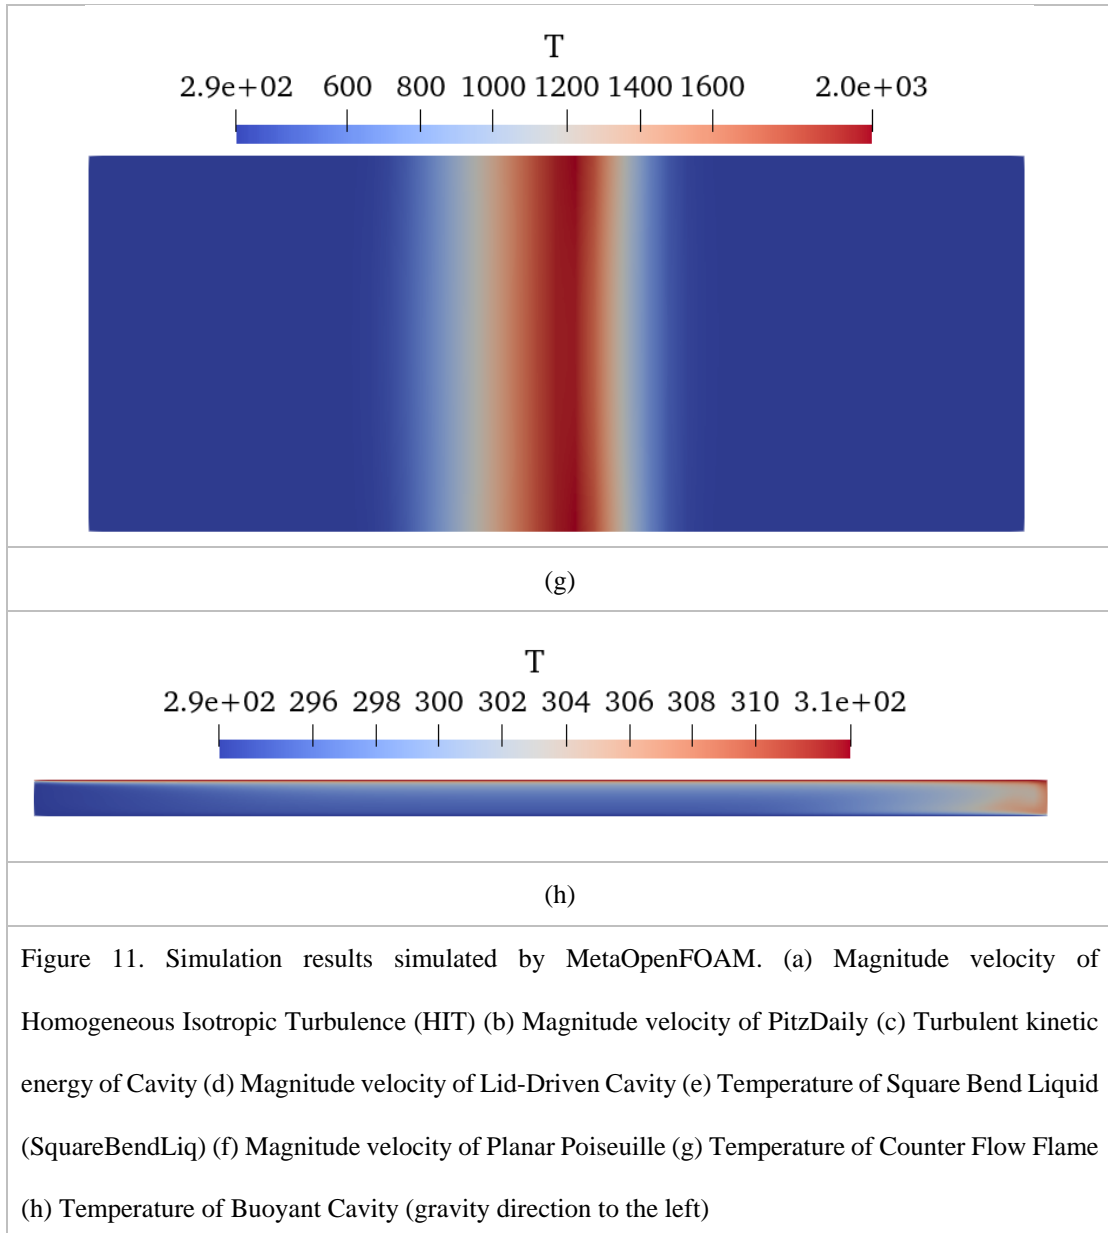 T
2.9e+02 600 800 1000 1200 1400 1600 2.0e+03
(g)
T
2.9e+02 296 298 300 302 304 306 308 310 3.1e+02
(h)
Figure 11. Simulation results simulated by MetaOpenFOAM. (a) Magnitude velocity of
Homogeneous Isotropic Turbulence (HIT) (b) Magnitude velocity of PitzDaily (c) Turbulent kinetic
energy of Cavity (d) Magnitude velocity of Lid-Driven Cavity (e) Temperature of Square Bend Liquid
(SquareBendLiq) (f) Magnitude velocity of Planar Poiseuille (g) Temperature of Counter Flow Flame
(h) Temperature of Buoyant Cavity (gravity direction to the left)